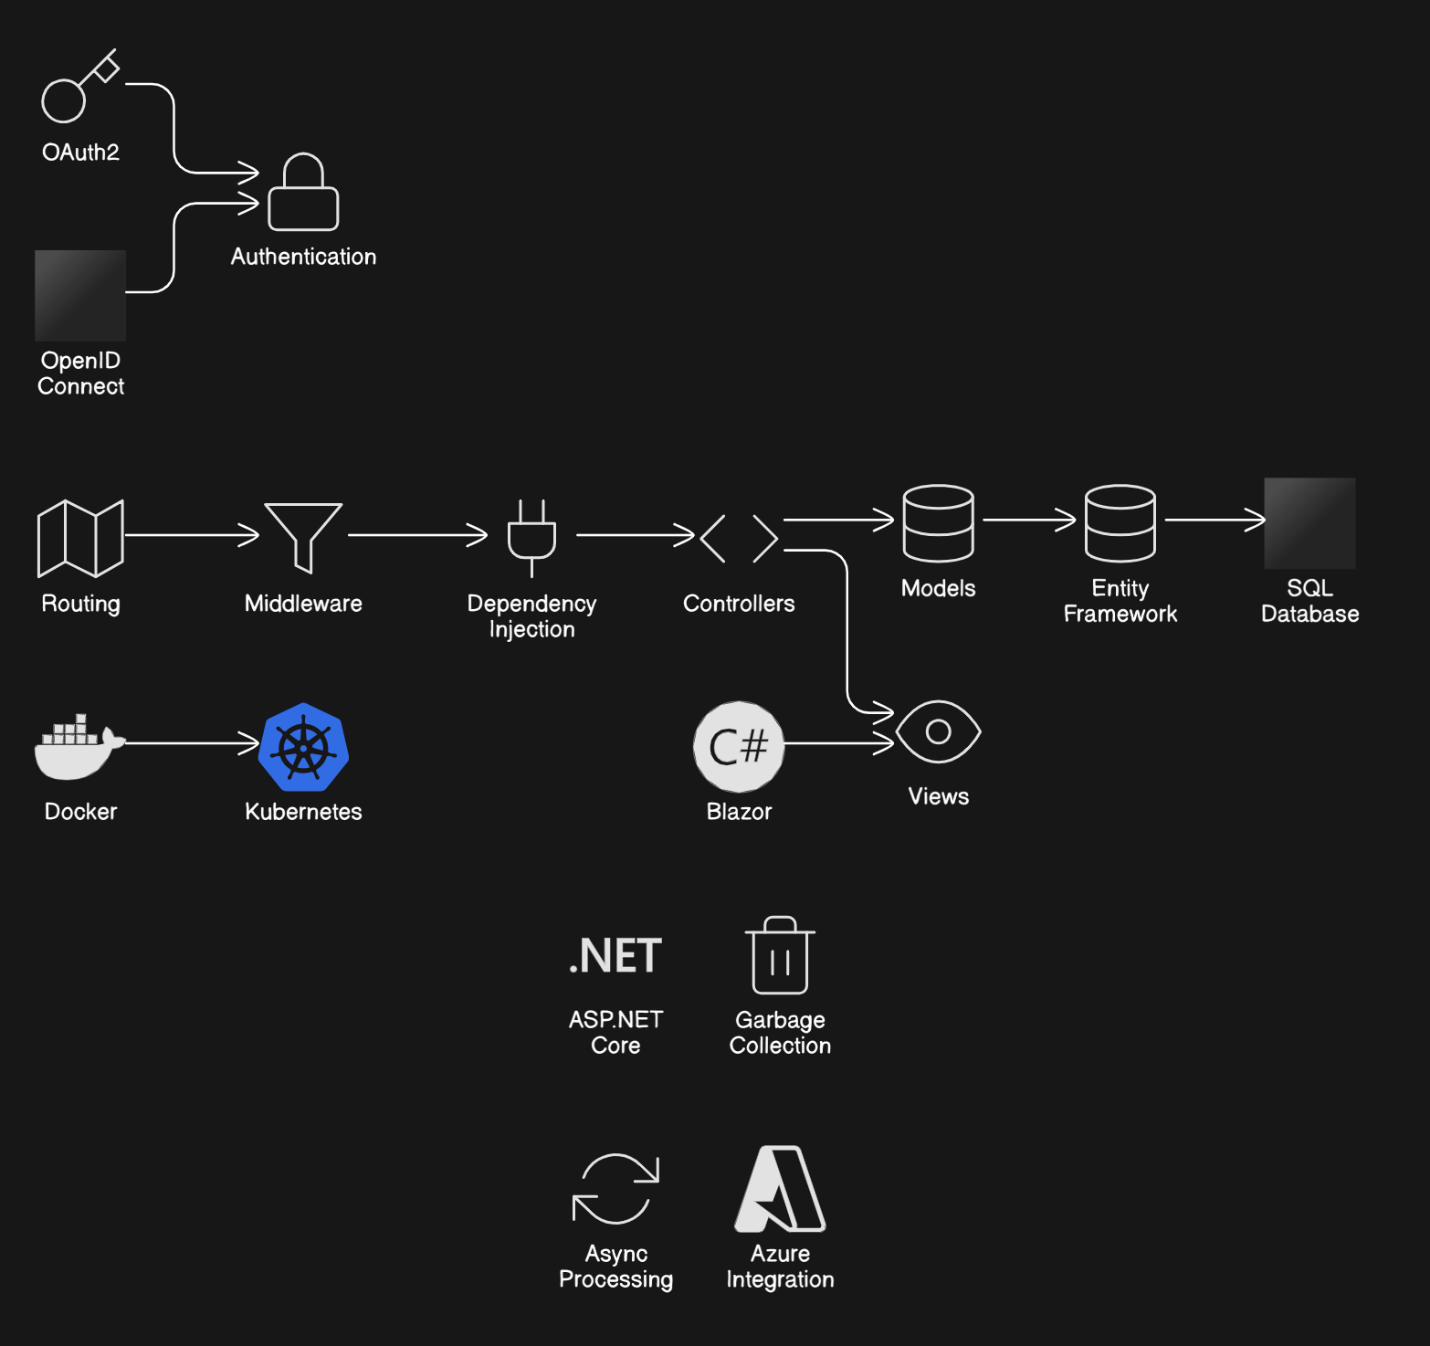 OAuth2
Authentication
OpenID
Connect
Routing
Middleware
Dependency
Injection
Controllers
Models
Entity
Framework
SQL
Database
Docker
Kubernetes
C#
Blazor
Views
.NET
ASP.NET
Core
Garbage
Collection
Async
Processing
Azure
Integration